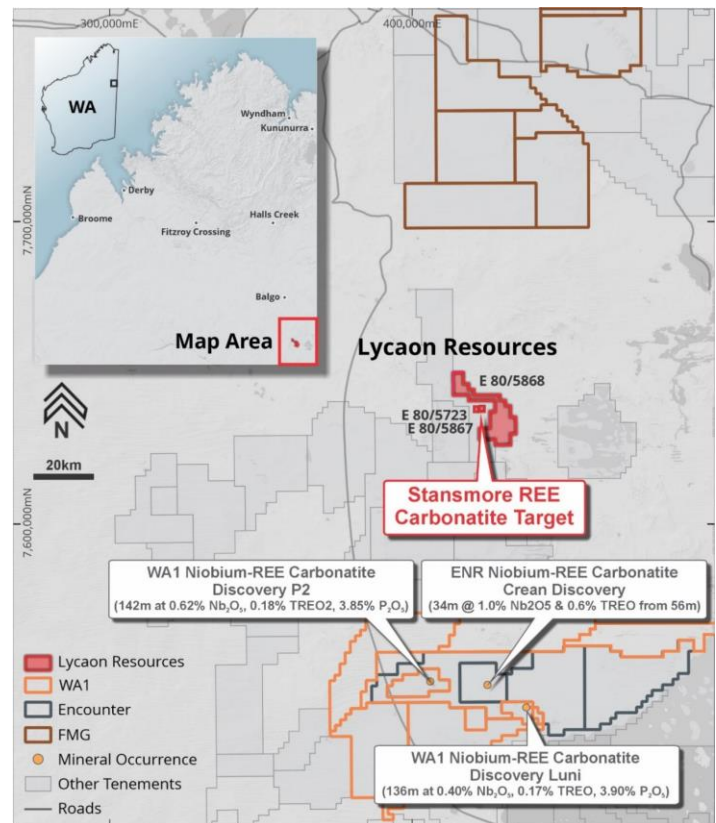 300,000mE
400,000mE
7,700,000mN
7,600,000mN
WA
Wyndham
Kununurra
Derby
Broome
Halls Creek
Fitzroy Crossing
Balgo
Map Area
Lycaon Resources
E 80/5868
E 80/5723
E 80/5867
N
20km
Stansmore REE
Carbonatite Target
WA1 Niobium-REE Carbonatite
Discovery P2
(142m at 0.62% Nb₂O₅, 0.18% TREO2, 3.85% P₂O₅)
ENR Niobium-REE Carbonatite
Crean Discovery
(34m @ 1.0% Nb2O5 & 0.6% TREO from 56m)
WA1 Niobium-REE Carbonatite
Discovery Luni
(136m at 0.40% Nb₂O₅, 0.17% TREO, 3.90% P₂O₅)
Lycaon Resources
WA1
Encounter
FMG
Mineral Occurrence
Other Tenements
Roads